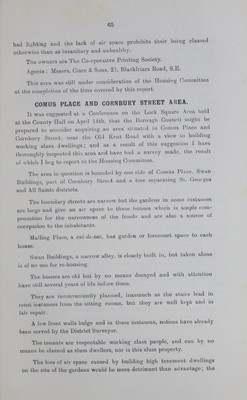 65
bad lighting and the lack of air space prohibits their being classed
otherwise than as insanitary and unhealthy.
The owners are The Co-operative Printing Society.
Agents: Messrs. Cave & Sons, 21, Blackfriars Road, S.E.
This area was still under consideration of the Housing Committee
at the completion of the time covered by this report.
COMUS PLACE AND CORNBURY STREET AREA.
It was suggested at a Conference on the Lock Square Area held
at the County Hall on April 14th, that the Borough Council might be
prepared to consider acquiring an area situated in Comus Place and
Cornbury Street, near the Old Kent Road with a view to building
working class dwellings; and as a result of this suggestion I have
thoroughly inspected this area and have had a survey made, the result
of which I beg to report to the Housing Committee.
The area in question is bounded by one side of Comus Place, Swan
Buildings, part of Cornbury Street and a line separating St. Georges
and All Saints districts.
The boundary streets are narrow but the gardens in some instances
are large and give an air space to these houses which is ample com-
pensation for the narrowness of the fronts and are also a source of
occupation to the inhabitants.
Malling Place, a cul-de-sac, has garden or forecourt space to each
house.
Swan Buildings, a narrow alley, is closely built in, but taken alone
is of no use for re-housing.
The houses are old but by no means decayed and with attention
have still several years of life before them.
They are inconveniently planned, inasmuch as the stairs lead in
most instances from the sitting rooms, but they are well kept and in
fair repair.
A few front walls bulge and in these instances, notices have already
been served by the District Surveyor.
The tenants are respectable working class people, and can by no
means be classed as slum dwellers, nor is this slum property.
The loss of air space caused by building high tenement dwellings
on the site of the gardens would be more detriment than advantage; the